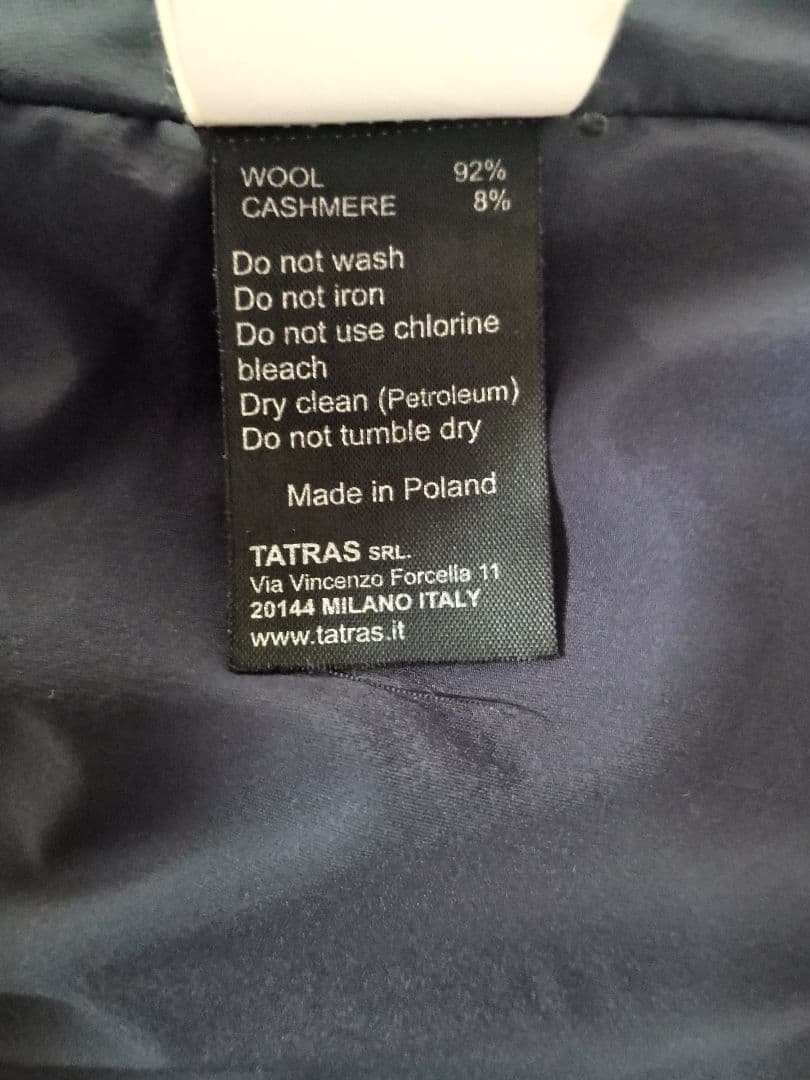 WOOL 92%
CASHMERE 8%
Do not wash
Do not iron
Do not use chlorine
bleach
Dry clean (Petroleum)
Do not tumble dry
Made in Poland
TATRAS SRL.
Via Vincenzo Forcella 11
20144 MILANO ITALY
www.tatras.it